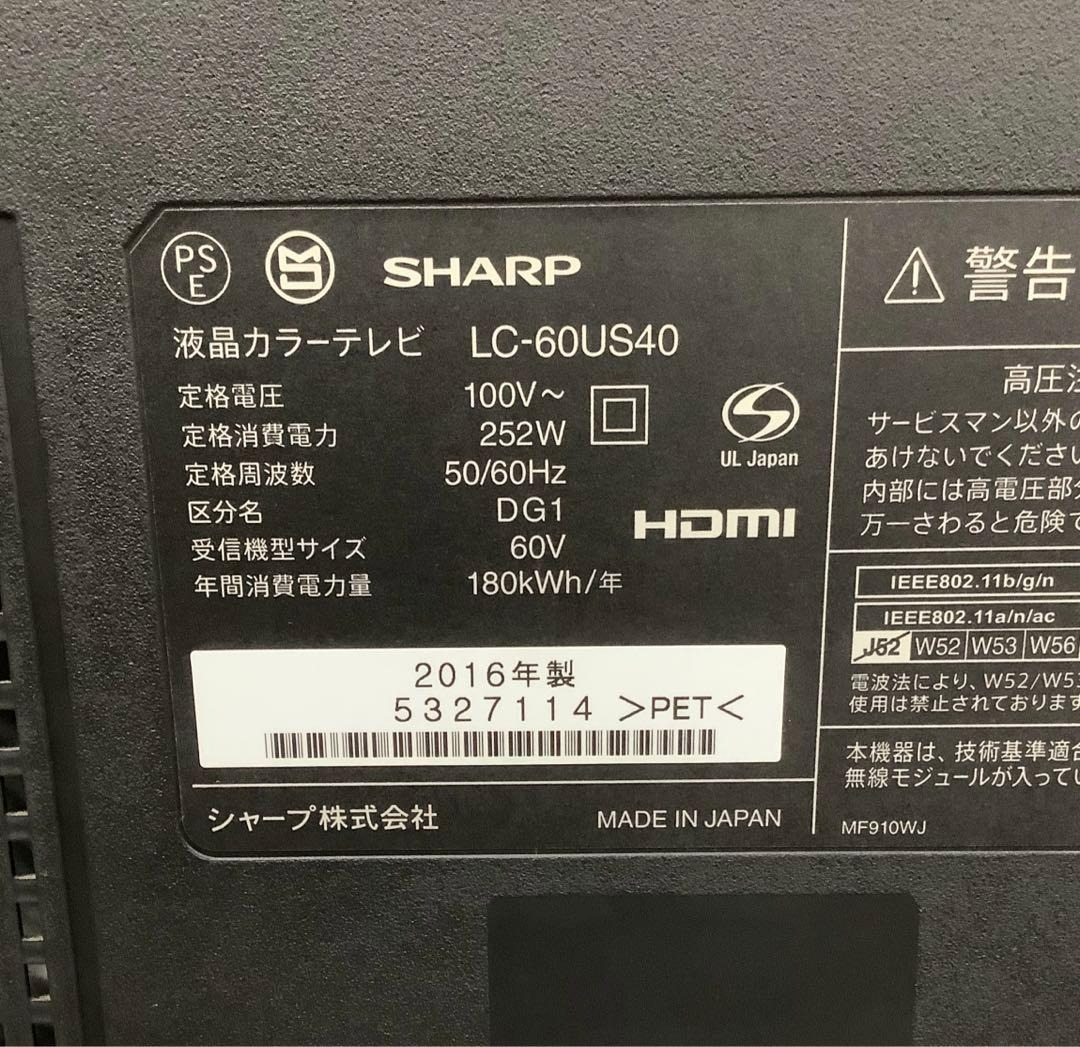 PSE
SHARP
液晶カラーテレビ LC-60US40
定格電圧 100V～
定格消費電力 252W
定格周波数 50/60Hz
区分名 DG1
受信機型サイズ 60V
年間消費電力量 180kWh/年
UL Japan
HDMI
2016年製
5327114 >PET<
シャープ株式会社 MADE IN JAPAN
警告
高圧注
サービスマン以外の
あけないでください
内部には高電圧部分
万一さわると危険で
IEEE802.11b/g/n
IEEE802.11a/n/ac
J52 W52 W53 W56
電波法により、W52/W53
使用は禁止されております
本機器は、技術基準適合
無線モジュールが入ってい
MF910WJ